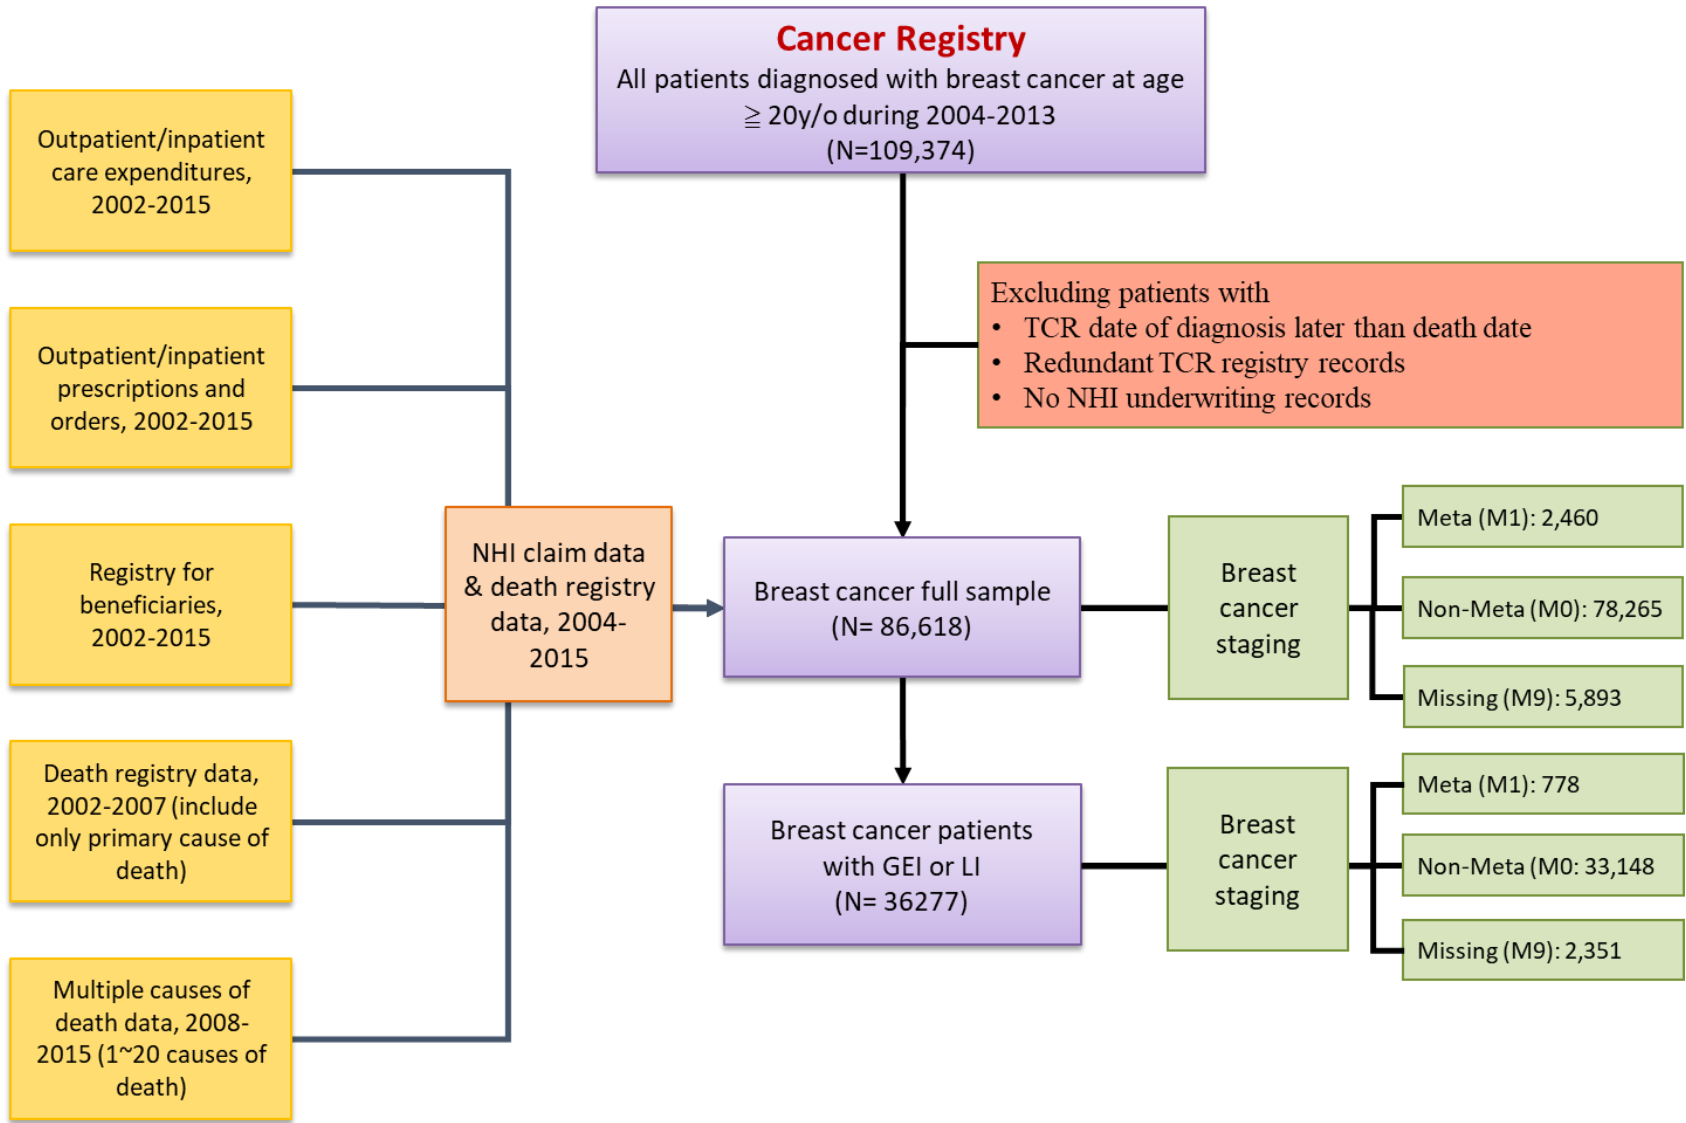 Cancer Registry
All patients diagnosed with breast cancer at age
≧ 20y/o during 2004-2013
(N=109,374)
Outpatient/inpatient
care expenditures,
2002-2015
Outpatient/inpatient
prescriptions and
orders, 2002-2015
Registry for
beneficiaries,
2002-2015
Death registry data,
2002-2007 (include
only primary cause of
death)
Multiple causes of
death data, 2008-
2015 (1~20 causes of
death)
NHI claim data
& death registry
data, 2004-
2015
Excluding patients with
• TCR date of diagnosis later than death date
• Redundant TCR registry records
• No NHI underwriting records
Breast cancer full sample
(N= 86,618)
Breast
cancer
staging
Meta (M1): 2,460
Non-Meta (M0): 78,265
Missing (M9): 5,893
Breast cancer patients
with GEI or LI
(N= 36277)
Breast
cancer
staging
Meta (M1): 778
Non-Meta (M0: 33,148
Missing (M9): 2,351